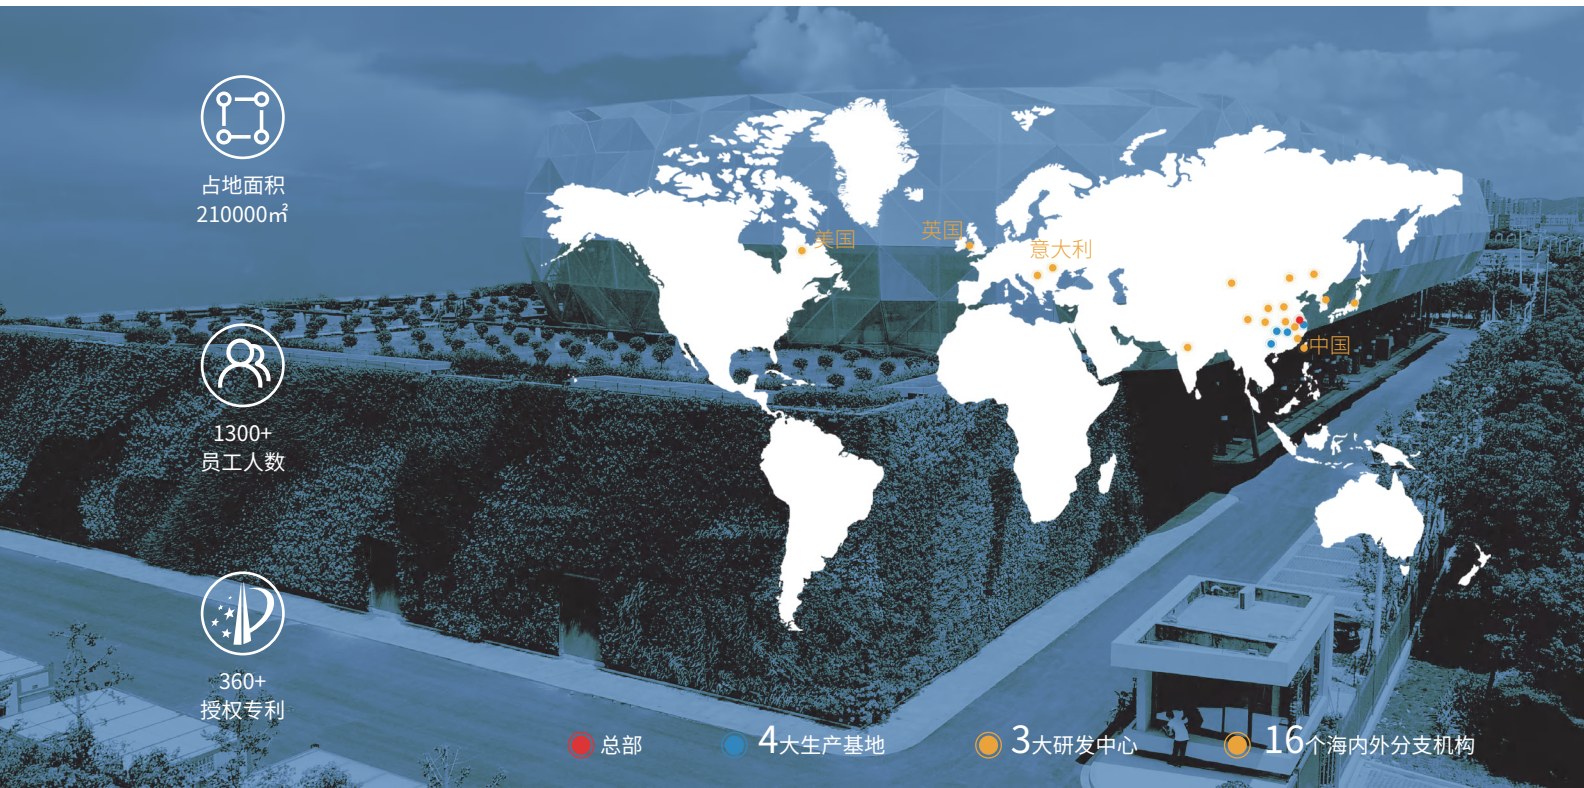 占地面积
210000㎡
1300+
员工人数
360+
授权专利
美国
英国
意大利
中国
总部
4大生产基地
3大研发中心
16个海内外分支机构